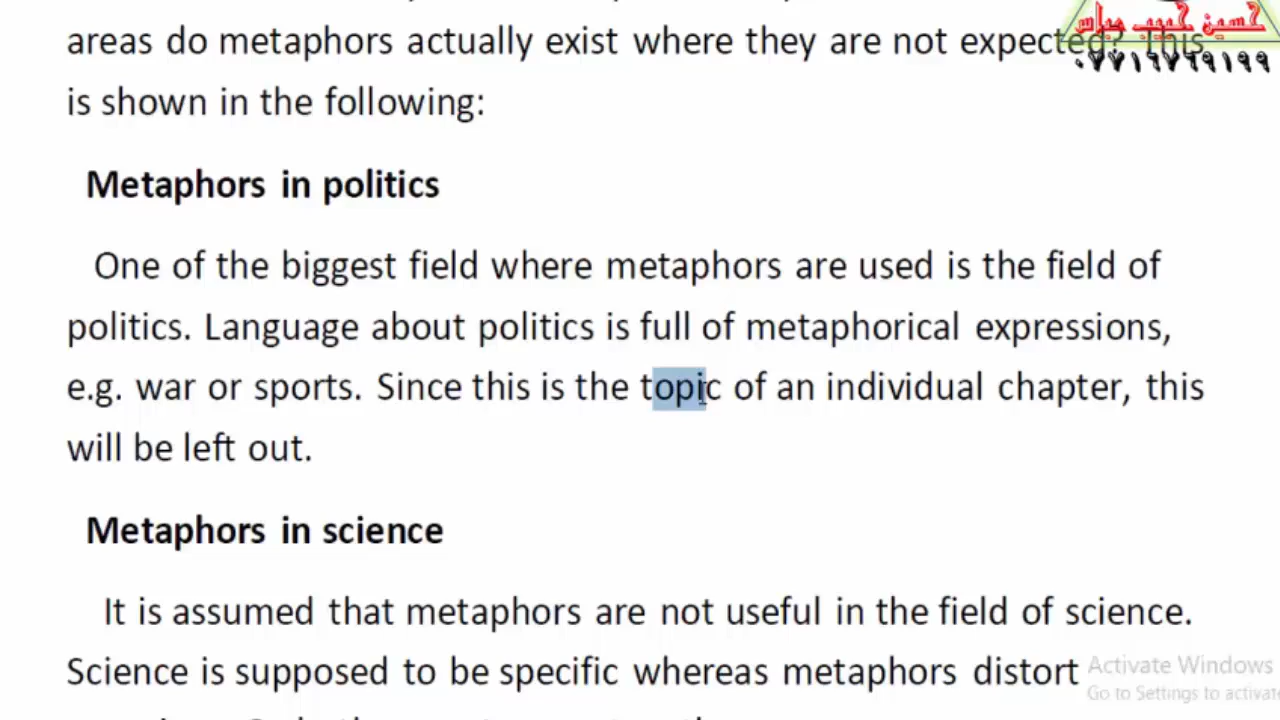 areas do metaphors actually exist where they are not expected? This
حسين حبيب عباس
٠٧٧١٩٧٩٩١٩٩
is shown in the following:
Metaphors in politics
One of the biggest field where metaphors are used is the field of
politics. Language about politics is full of metaphorical expressions,
e.g. war or sports. Since this is the topic of an individual chapter, this
will be left out.
Metaphors in science
It is assumed that metaphors are not useful in the field of science.
Science is supposed to be specific whereas metaphors distort
Activate Windows
Go to Settings to activate